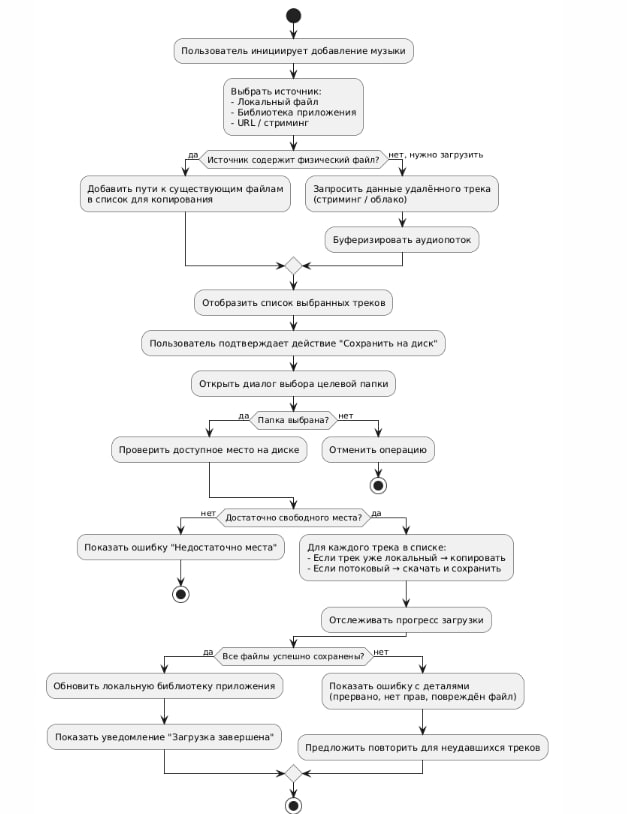 Пользователь инициирует добавление музыки
Выбрать источник:
- Локальный файл
- Библиотека приложения
- URL / стриминг
да
Источник содержит физический файл?
нет, нужно загрузить
Добавить пути к существующим файлам
в список для копирования
Запросить данные удалённого трека
(стриминг / облако)
Буферизировать аудиопоток
Отобразить список выбранных треков
Пользователь подтверждает действие "Сохранить на диск"
Открыть диалог выбора целевой папки
да
Папка выбрана?
нет
Проверить доступное место на диске
Отменить операцию
нет
Достаточно свободного места?
да
Показать ошибку "Недостаточно места"
Для каждого трека в списке:
- Если трек уже локальный → копировать
- Если потоковый → скачать и сохранить
Отслеживать прогресс загрузки
да
Все файлы успешно сохранены?
нет
Обновить локальную библиотеку приложения
Показать ошибку с деталями
(прервано, нет прав, повреждён файл)
Показать уведомление "Загрузка завершена"
Предложить повторить для неудавшихся треков